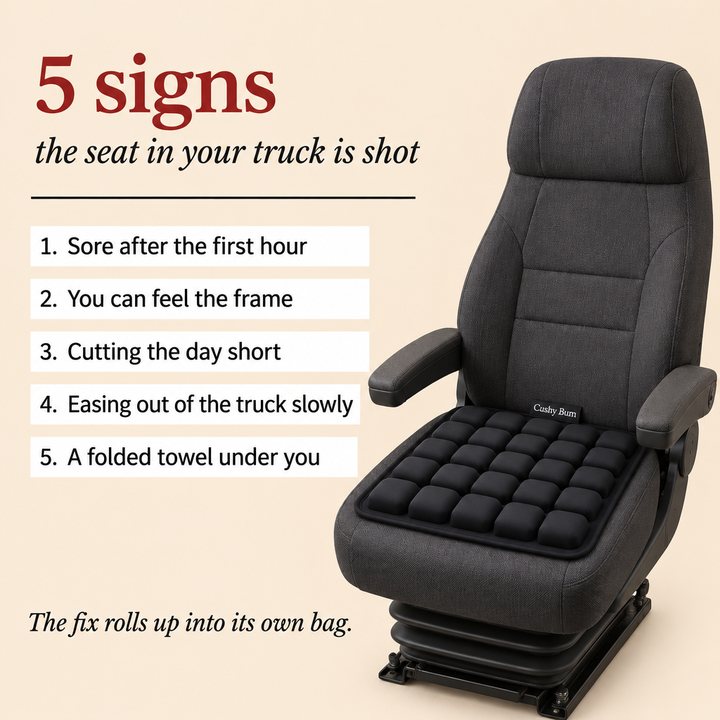 5 signs
the seat in your truck is shot
1. Sore after the first hour
2. You can feel the frame
3. Cutting the day short
4. Easing out of the truck slowly
5. A folded towel under you
Cushy Bum
The fix rolls up into its own bag.